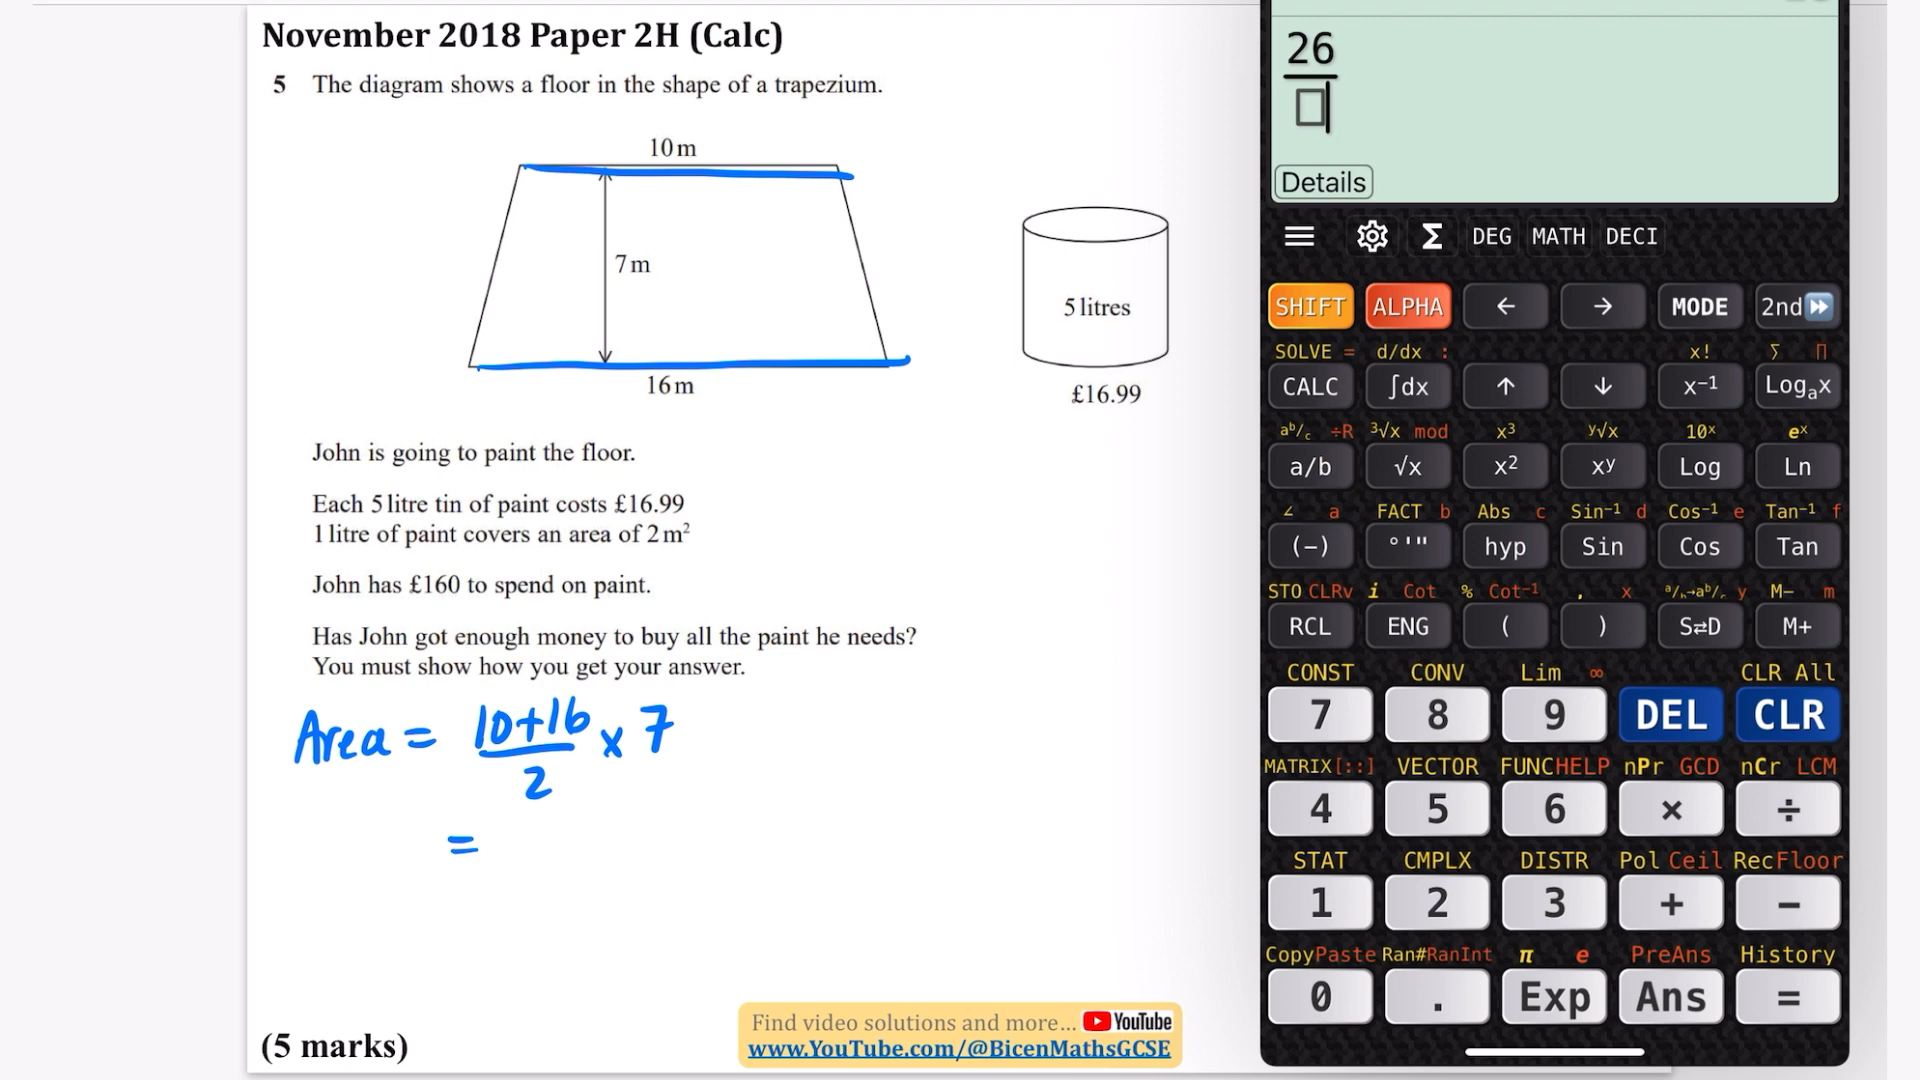 November 2018 Paper 2H (Calc)
5 The diagram shows a floor in the shape of a trapezium.
10 m
7 m
16 m
5 litres
£16.99
John is going to paint the floor.
Each 5 litre tin of paint costs £16.99
1 litre of paint covers an area of 2 m²
John has £160 to spend on paint.
Has John got enough money to buy all the paint he needs?
You must show how you get your answer.
Area = 10+16/2 × 7
=
(5 marks)
Find video solutions and more... YouTube
www.YouTube.com/@BicenMathsGCSE
26
Details
Σ DEG MATH DECI
SHIFT ALPHA ← → MODE 2nd
SOLVE = d/dx : x! ∑ ∏
CALC ∫dx ↑ ↓ x⁻¹ Logₐx
aᵇ/c ÷R ³√x mod x³ ʸ√x 10ˣ eˣ
a/b √x x² xʸ Log Ln
∠ a FACT b Abs c Sin⁻¹ d Cos⁻¹ e Tan⁻¹ f
(−) °'" hyp Sin Cos Tan
STO CLRv i Cot % Cot⁻¹ , x a/b→aᵇ/c y M− m
RCL ENG ( ) S⇄D M+
CONST CONV Lim ∞ CLR All
7 8 9 DEL CLR
MATRIX[::] VECTOR FUNCHELP nPr GCD nCr LCM
4 5 6 × ÷
STAT CMPLX DISTR Pol Ceil RecFloor
1 2 3 + −
CopyPaste Ran#RanInt π e PreAns History
0 . Exp Ans =